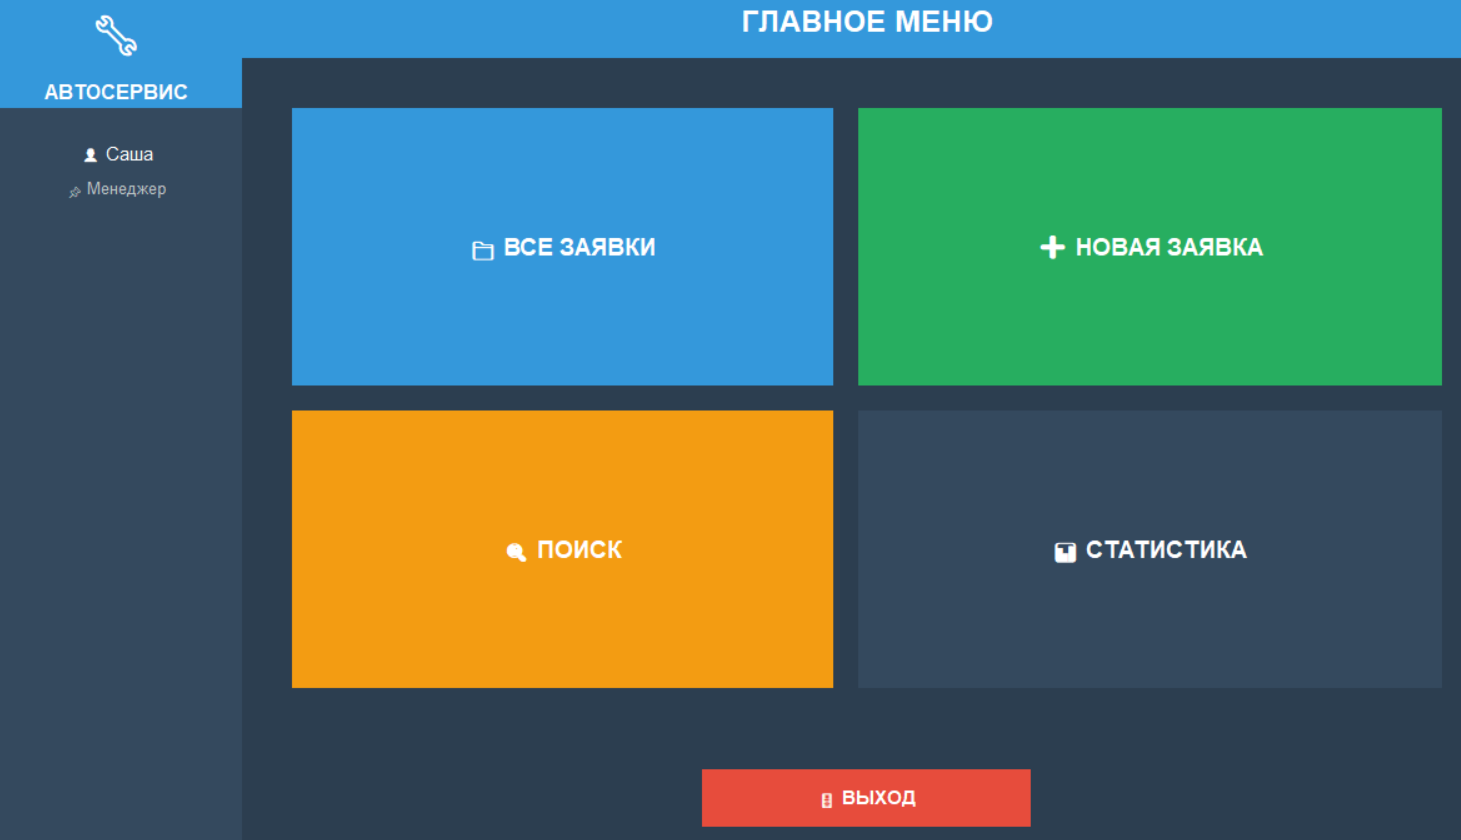 ГЛАВНОЕ МЕНЮ
АВТОСЕРВИС
Саша
Менеджер
ВСЕ ЗАЯВКИ
НОВАЯ ЗАЯВКА
ПОИСК
СТАТИСТИКА
ВЫХОД